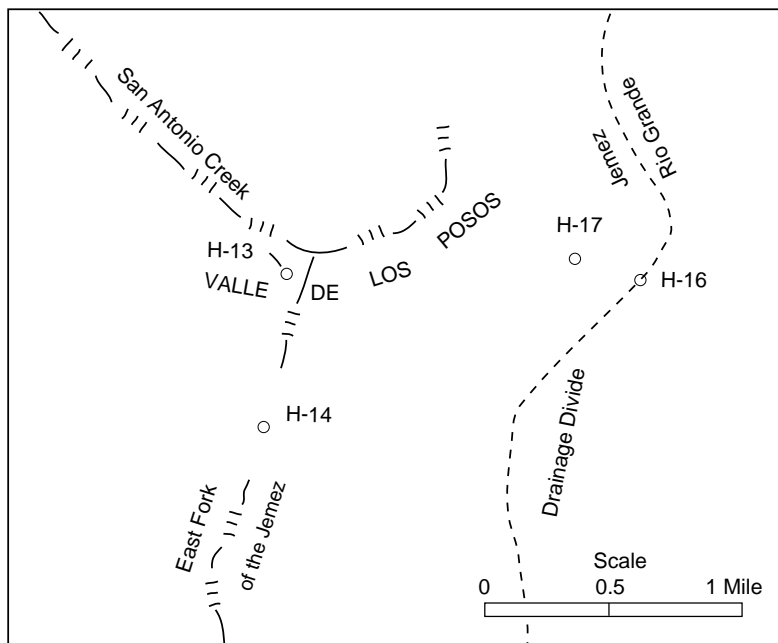 San Antonio Creek
Jemez
Rio Grande
H-13
VALLE DE LOS POSOS
H-17
H-16
H-14
Drainage Divide
East Fork
of the Jemez
Scale
0 0.5 1 Mile